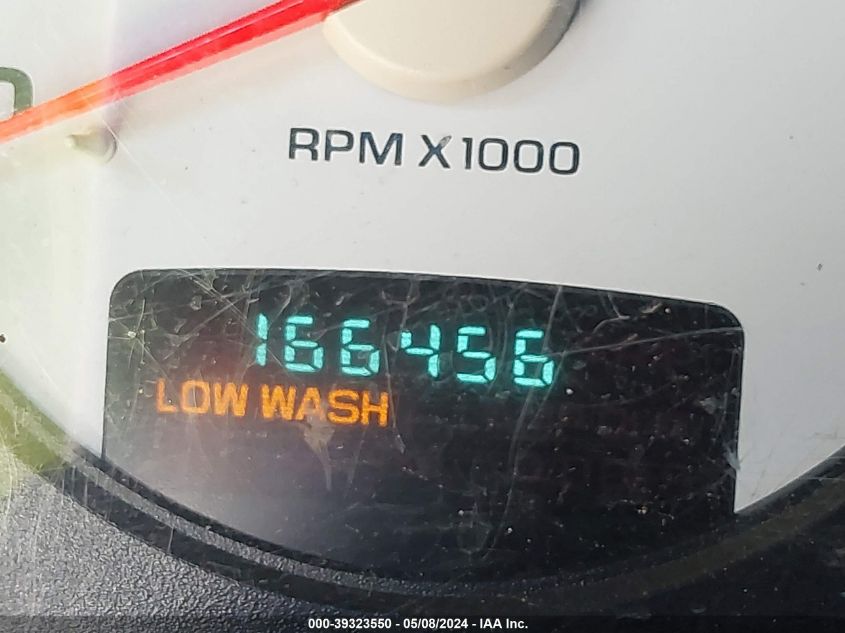 RPM X1000
166456
LOW WASH
000-39323550 - 05/08/2024 - IAA Inc.